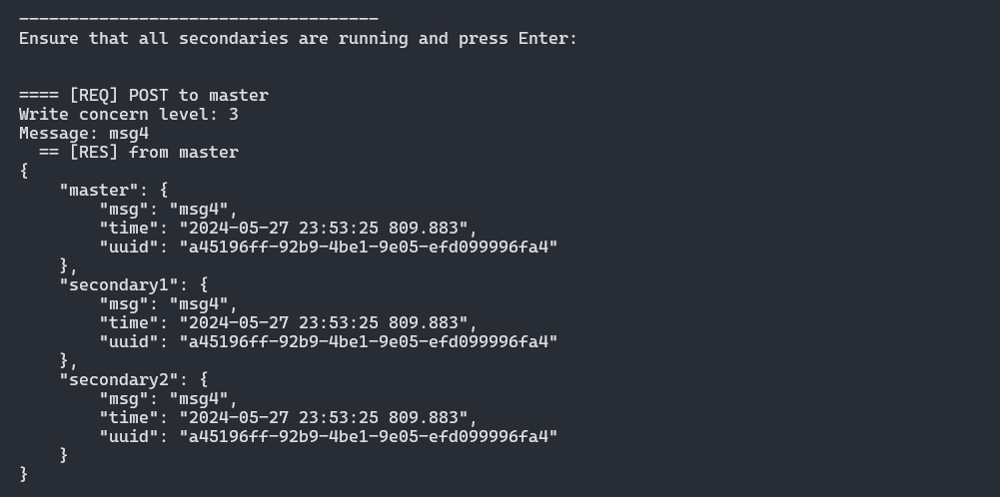 ------------------------------------
Ensure that all secondaries are running and press Enter:
==== [REQ] POST to master
Write concern level: 3
Message: msg4
  == [RES] from master
{
    "master": {
        "msg": "msg4",
        "time": "2024-05-27 23:53:25 809.883",
        "uuid": "a45196ff-92b9-4be1-9e05-efd099996fa4"
    },
    "secondary1": {
        "msg": "msg4",
        "time": "2024-05-27 23:53:25 809.883",
        "uuid": "a45196ff-92b9-4be1-9e05-efd099996fa4"
    },
    "secondary2": {
        "msg": "msg4",
        "time": "2024-05-27 23:53:25 809.883",
        "uuid": "a45196ff-92b9-4be1-9e05-efd099996fa4"
    }
}